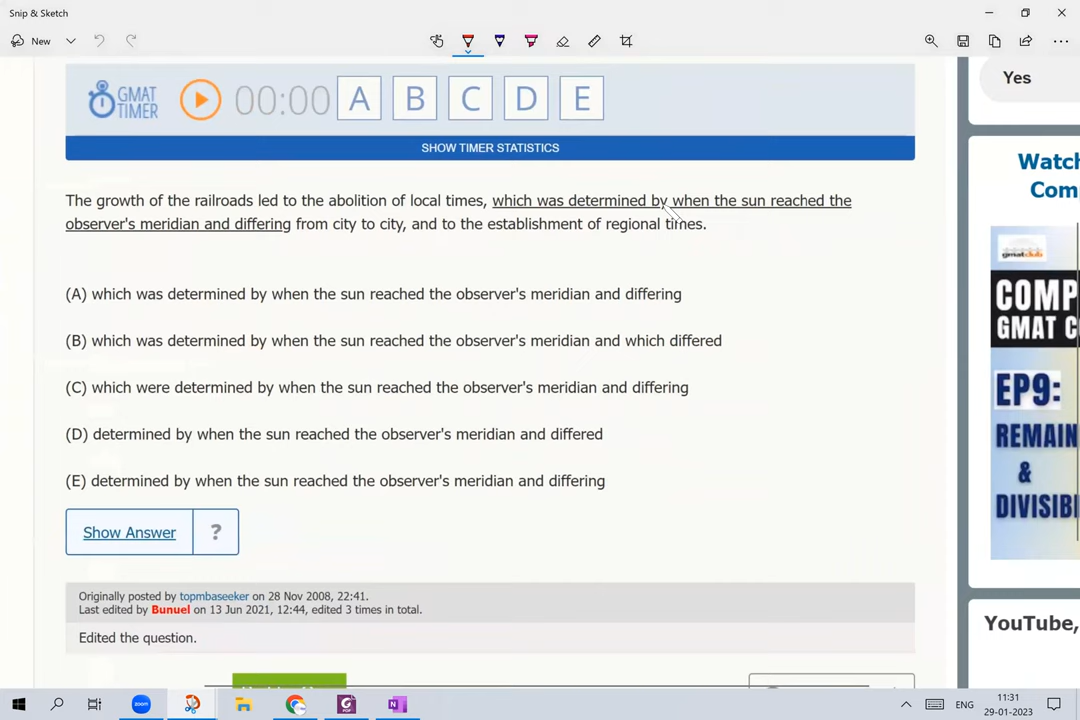 Snip & Sketch
New
GMAT
TIMER
00:00
A
B
C
D
E
SHOW TIMER STATISTICS
The growth of the railroads led to the abolition of local times, which was determined by when the sun reached the
observer's meridian and differing from city to city, and to the establishment of regional times.
(A) which was determined by when the sun reached the observer's meridian and differing
(B) which was determined by when the sun reached the observer's meridian and which differed
(C) which were determined by when the sun reached the observer's meridian and differing
(D) determined by when the sun reached the observer's meridian and differed
(E) determined by when the sun reached the observer's meridian and differing
Show Answer
?
Originally posted by topmbaseeker on 28 Nov 2008, 22:41.
Last edited by Bunuel on 13 Jun 2021, 12:44, edited 3 times in total.
Edited the question.
Yes
Watch
Com
gmatclub
COMP
GMAT C
EP9:
REMAIN
&
DIVISIB
YouTube,
zoom
ENG
11:31
29-01-2023